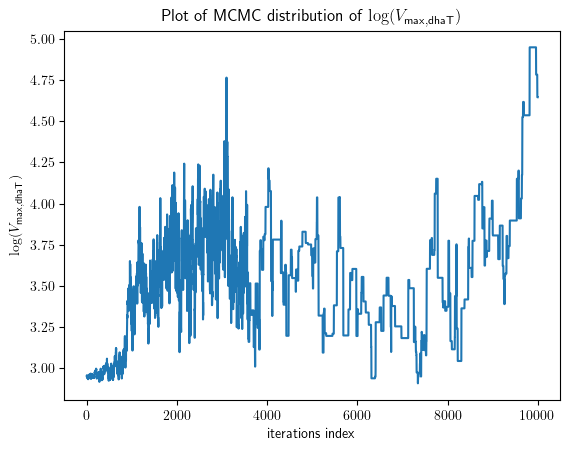 Plot of MCMC distribution of log(V_max,dhaT)
log(V_max,dhaT)
5.00
4.75
4.50
4.25
4.00
3.75
3.50
3.25
3.00
0 2000 4000 6000 8000 10000
iterations index